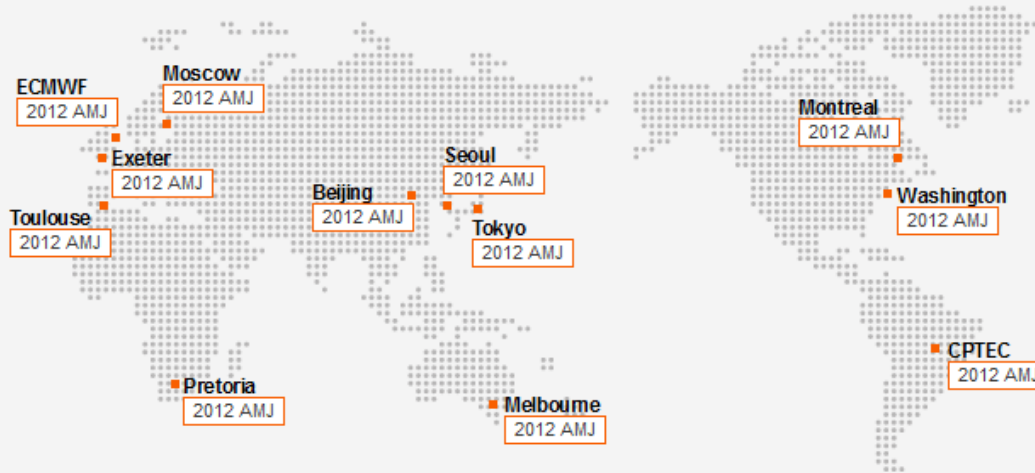 Moscow
2012 AMJ
ECMWF
2012 AMJ
Montreal
2012 AMJ
Exeter
2012 AMJ
Seoul
2012 AMJ
Beijing
2012 AMJ
Washington
2012 AMJ
Toulouse
2012 AMJ
Tokyo
2012 AMJ
CPTEC
2012 AMJ
Pretoria
2012 AMJ
Melbourne
2012 AMJ